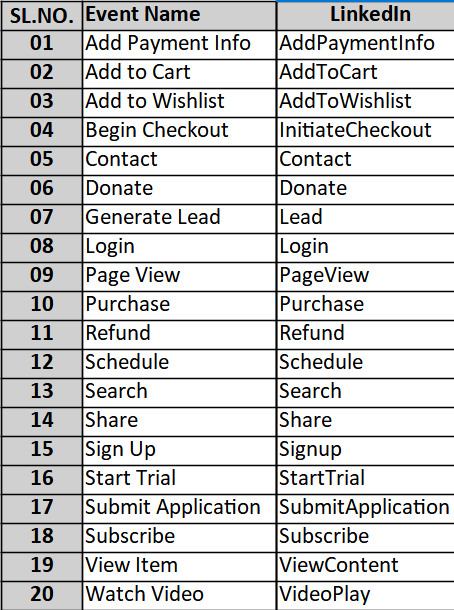 SL.NO. Event Name LinkedIn
01 Add Payment Info AddPaymentInfo
02 Add to Cart AddToCart
03 Add to Wishlist AddToWishlist
04 Begin Checkout InitiateCheckout
05 Contact Contact
06 Donate Donate
07 Generate Lead Lead
08 Login Login
09 Page View PageView
10 Purchase Purchase
11 Refund Refund
12 Schedule Schedule
13 Search Search
14 Share Share
15 Sign Up Signup
16 Start Trial StartTrial
17 Submit Application SubmitApplication
18 Subscribe Subscribe
19 View Item ViewContent
20 Watch Video VideoPlay